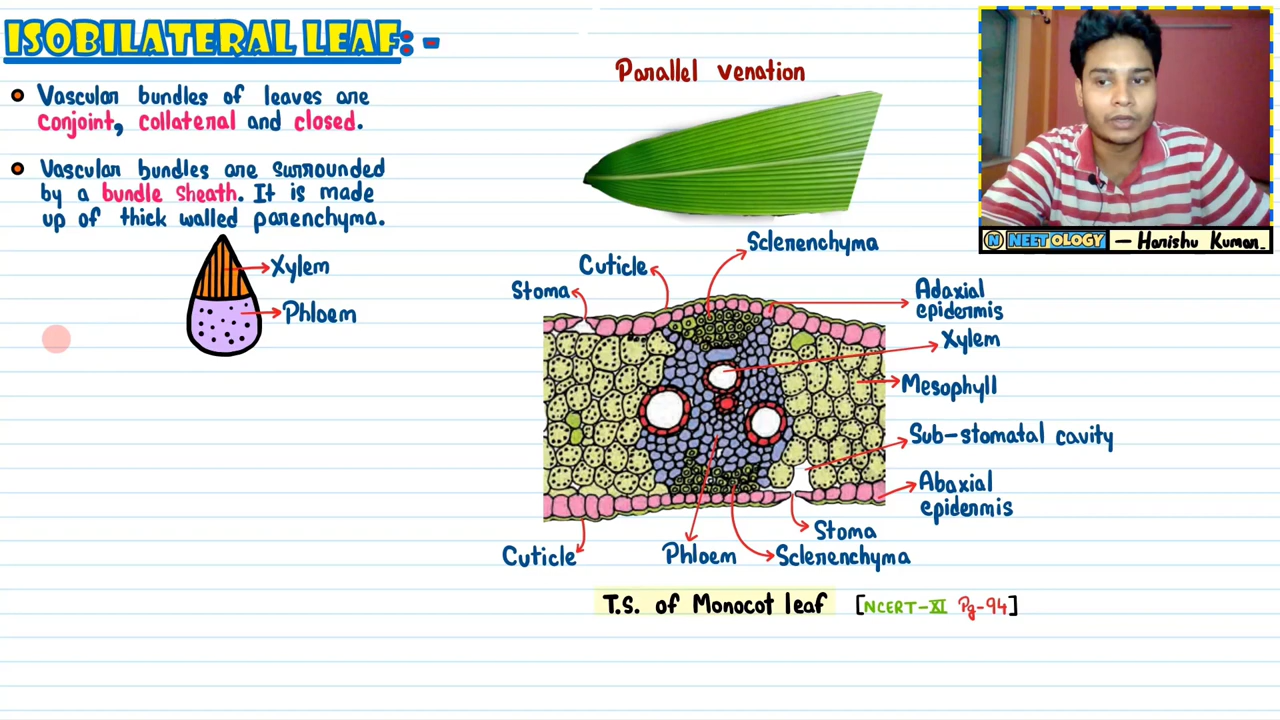 ISOBILATERAL LEAF:-
Vascular bundles of leaves are
conjoint, collateral and closed.
Vascular bundles are surrounded
by a bundle sheath. It is made
up of thick walled parenchyma.
Xylem
Phloem
Parallel venation
Sclerenchyma
Cuticle
Stoma
Adaxial
epidermis
Xylem
Mesophyll
Sub-stomatal cavity
Abaxial
epidermis
Stoma
Cuticle
Phloem
Sclerenchyma
T.S. of Monocot leaf [NCERT-XI Pg-94]
N NEETOLOGY – Harishu Kumar_